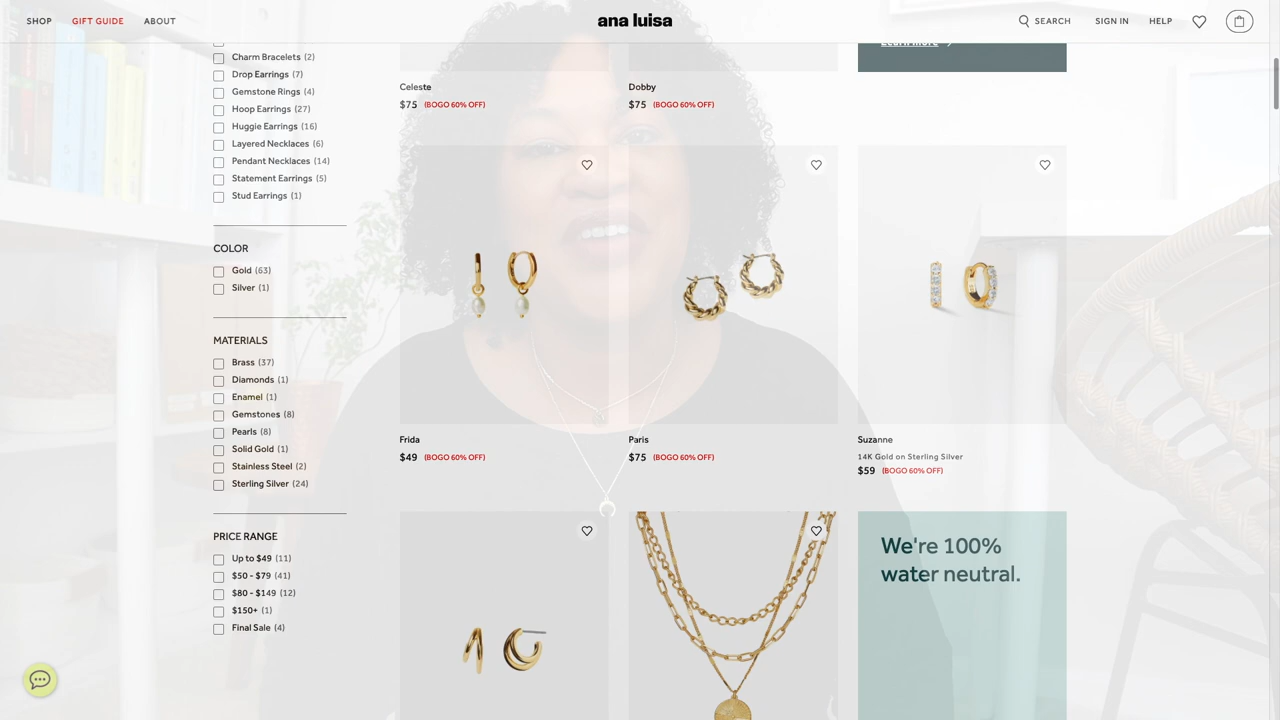 SHOP GIFT GUIDE ABOUT
ana luisa
SEARCH SIGN IN HELP
Charm Bracelets (2)
Drop Earrings (7)
Gemstone Rings (4)
Hoop Earrings (27)
Huggie Earrings (16)
Layered Necklaces (6)
Pendant Necklaces (14)
Statement Earrings (5)
Stud Earrings (1)
COLOR
Gold (63)
Silver (1)
MATERIALS
Brass (37)
Diamonds (1)
Enamel (1)
Gemstones (8)
Pearls (8)
Solid Gold (1)
Stainless Steel (2)
Sterling Silver (24)
PRICE RANGE
Up to $49 (11)
$50 - $79 (41)
$80 - $149 (12)
$150+ (1)
Final Sale (4)
Celeste
$75 (BOGO 60% OFF)
Dobby
$75 (BOGO 60% OFF)
Learn more
Frida
$49 (BOGO 60% OFF)
Paris
$75 (BOGO 60% OFF)
Suzanne
14K Gold on Sterling Silver
$59 (BOGO 60% OFF)
We're 100%
water neutral.